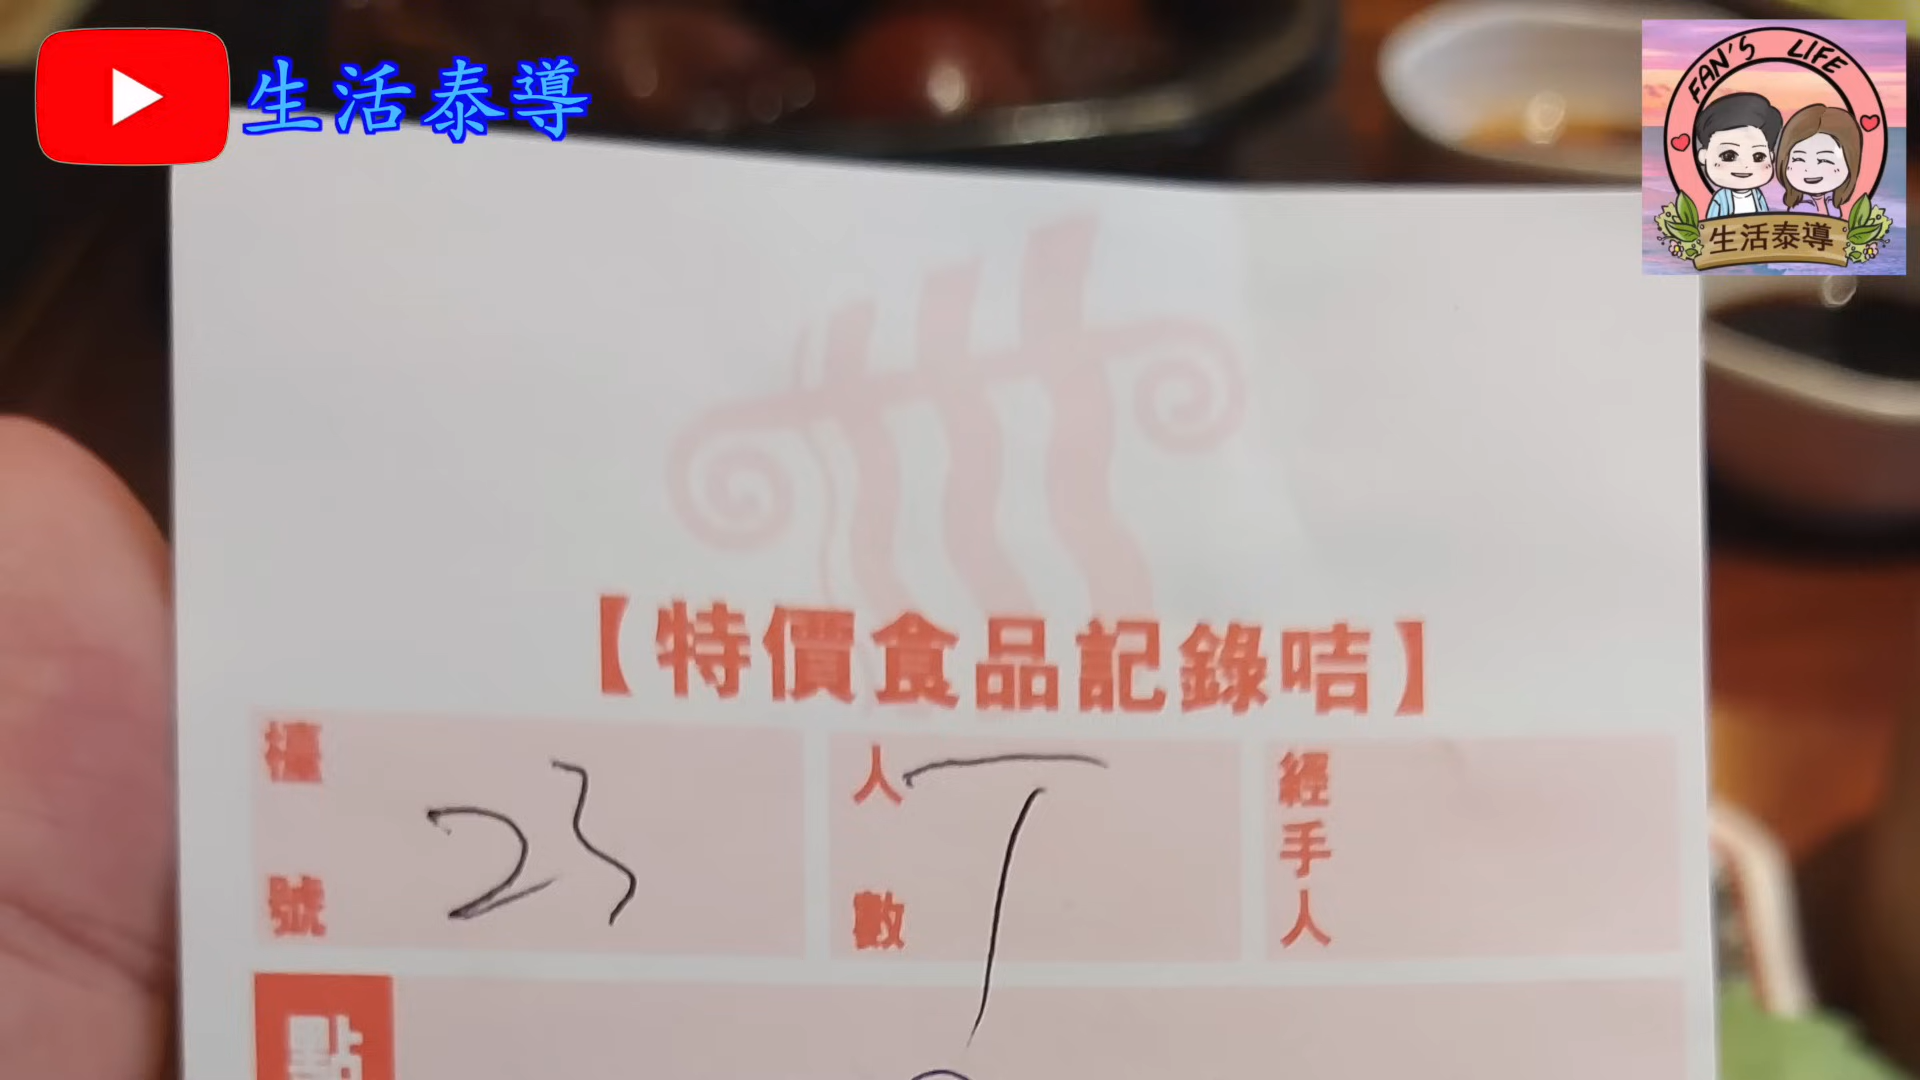 生活泰導
FAN'S LIFE
生活泰導
【特價食品記錄咭】
檯號 23
人數
經手人
點